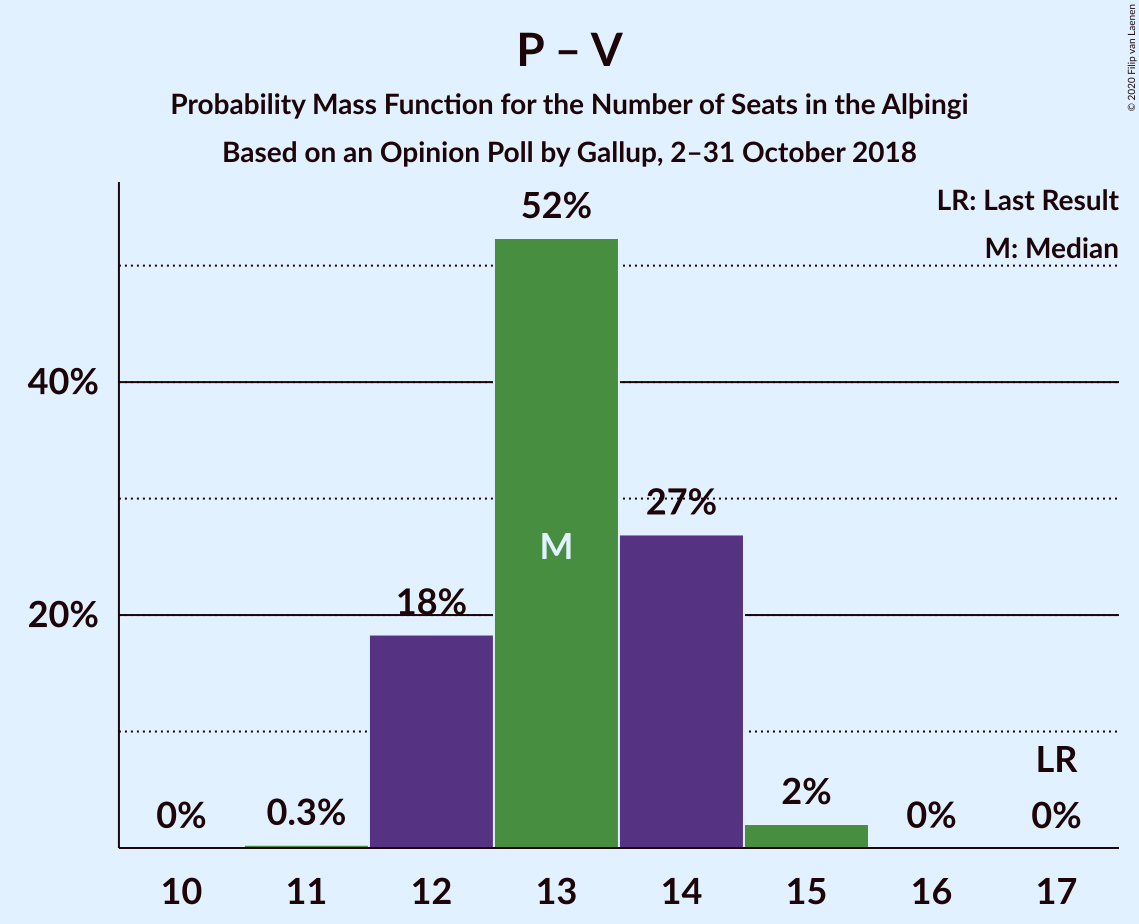 P – V
Probability Mass Function for the Number of Seats in the Alþingi
Based on an Opinion Poll by Gallup, 2–31 October 2018
© 2020 Filip van Laenen
LR: Last Result
M: Median
52%
40%
27%
M
20%
18%
LR
0%
0.3%
2%
0%
0%
10 11 12 13 14 15 16 17